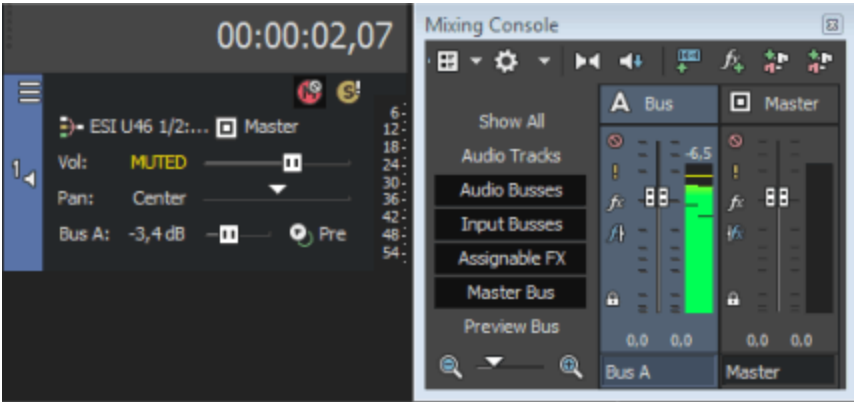 00:00:02,07
ESI U46 1/2:... Master
1
Vol: MUTED
Pan: Center
Bus A: -3,4 dB Pre
6
12
18
24
30
36
42
48
54
Mixing Console
Show All
Audio Tracks
Audio Busses
Input Busses
Assignable FX
Master Bus
Preview Bus
A Bus
-6,5
fx
0,0 0,0
Bus A
Master
fx
0,0 0,0
Master